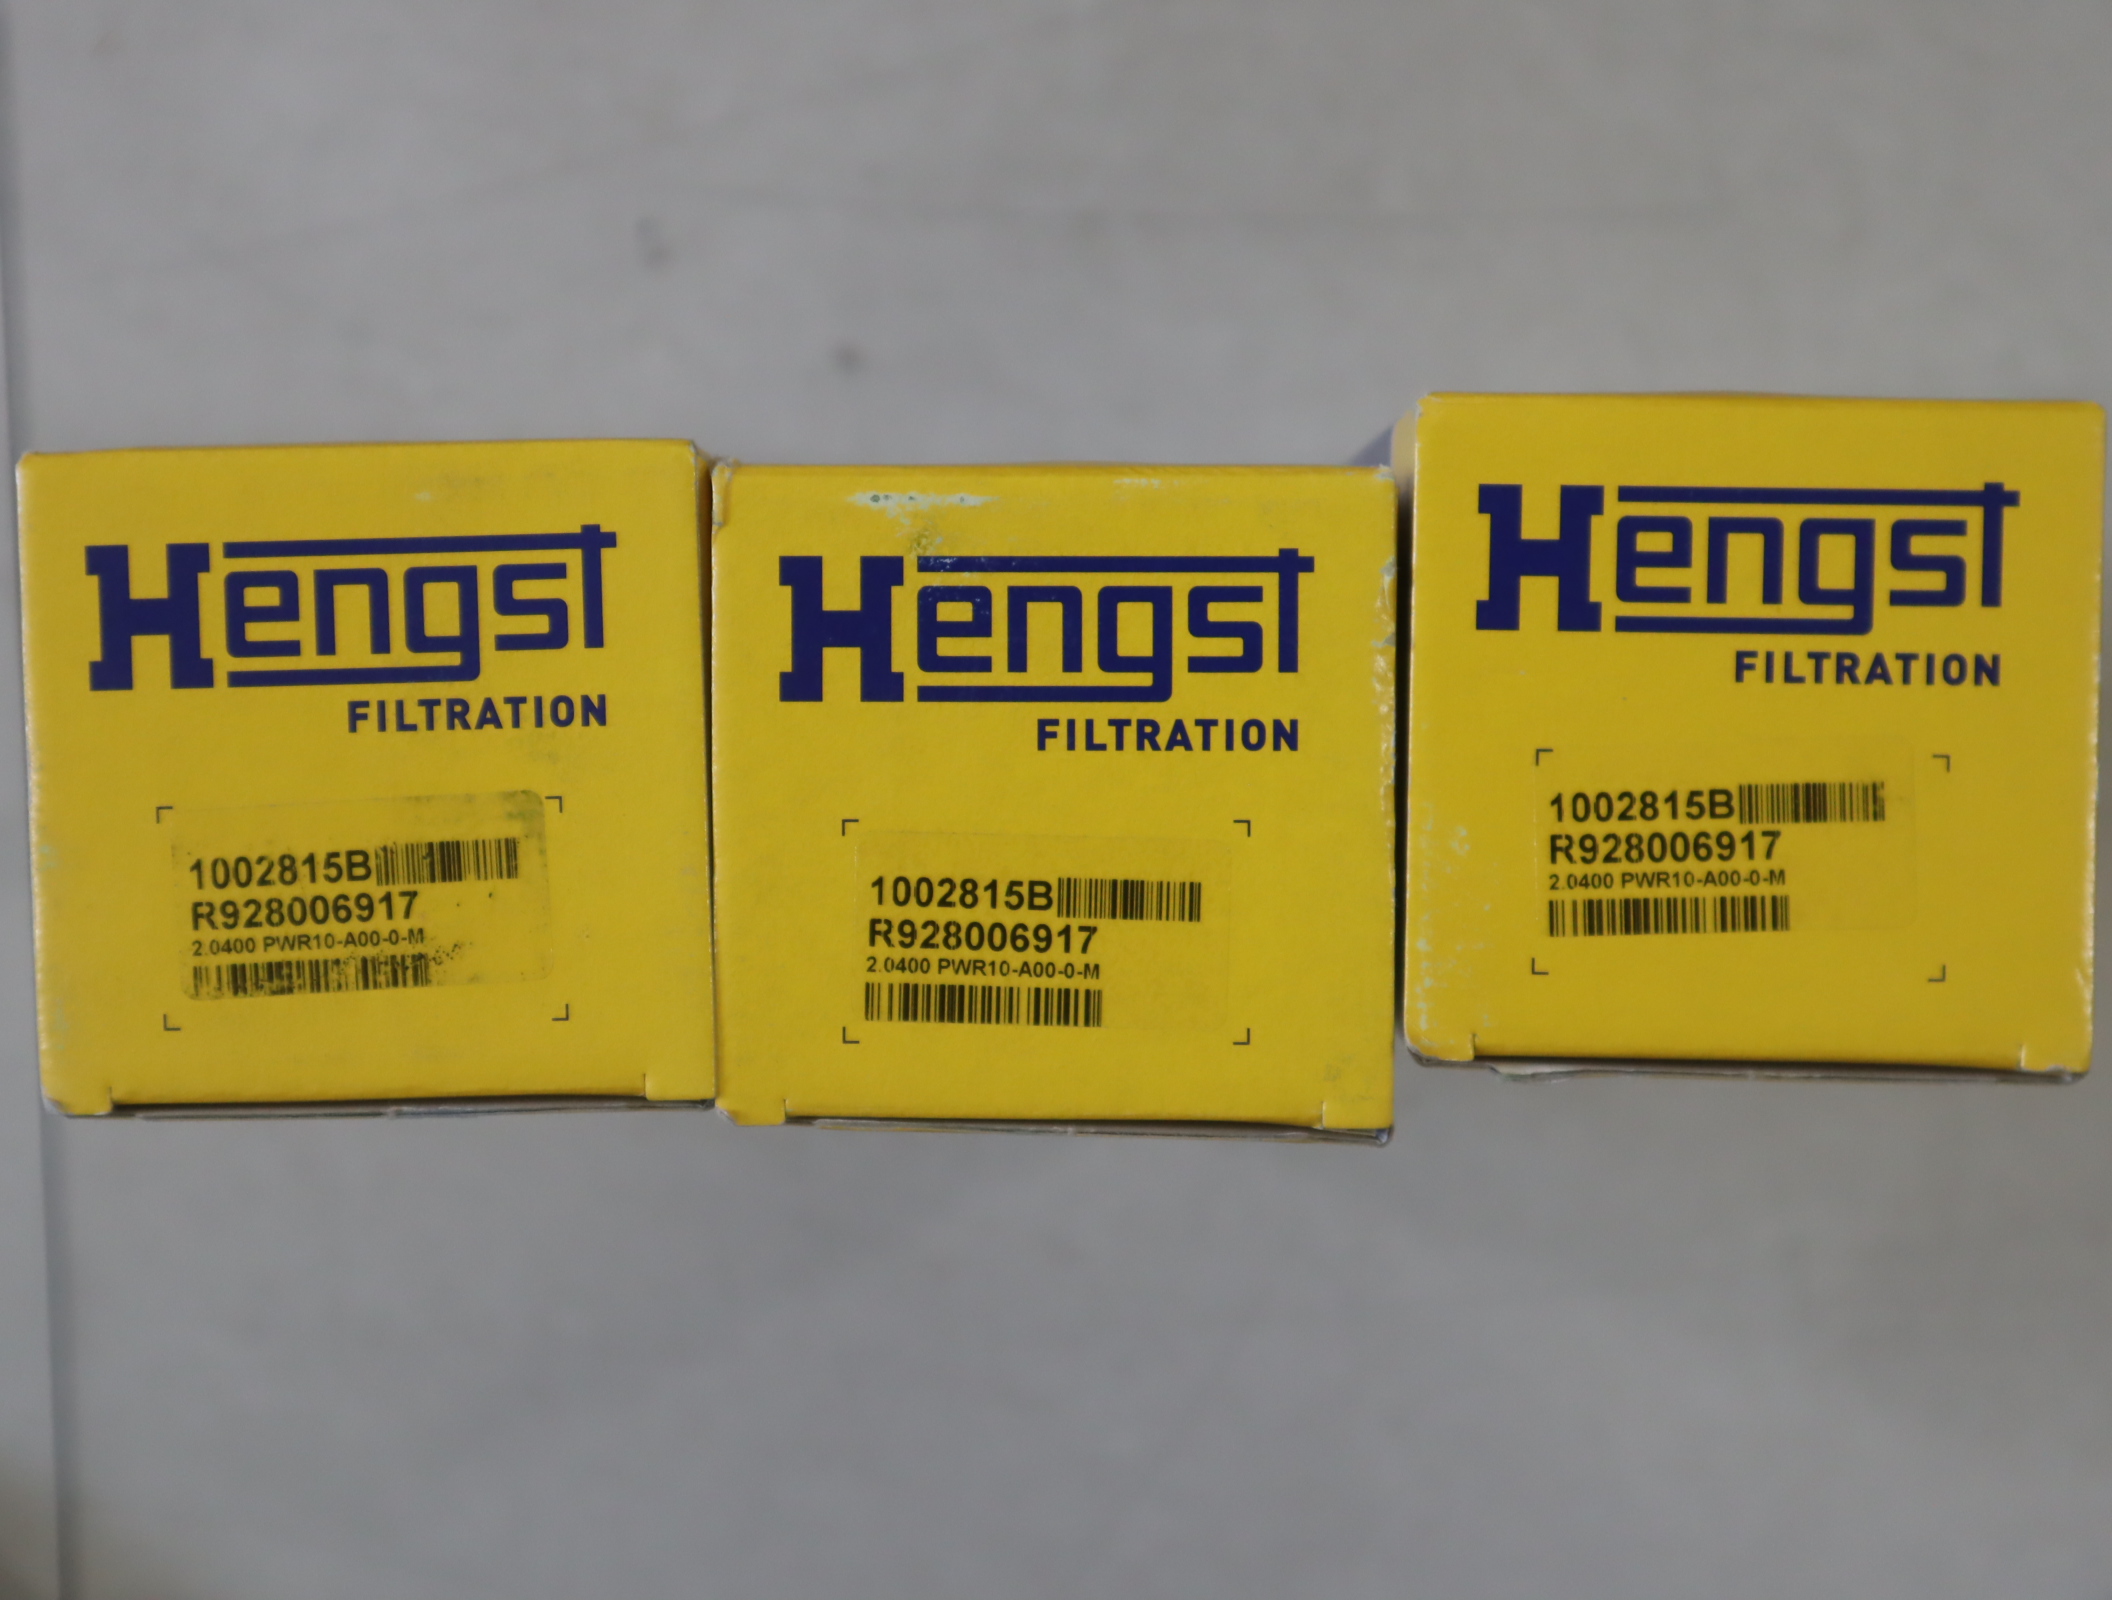 Hengst
FILTRATION
1002815B
R928006917
2.0400 PWR10-A00-0-M
Hengst
FILTRATION
1002815B
R928006917
2.0400 PWR10-A00-0-M
Hengst
FILTRATION
1002815B
R928006917
2.0400 PWR10-A00-0-M